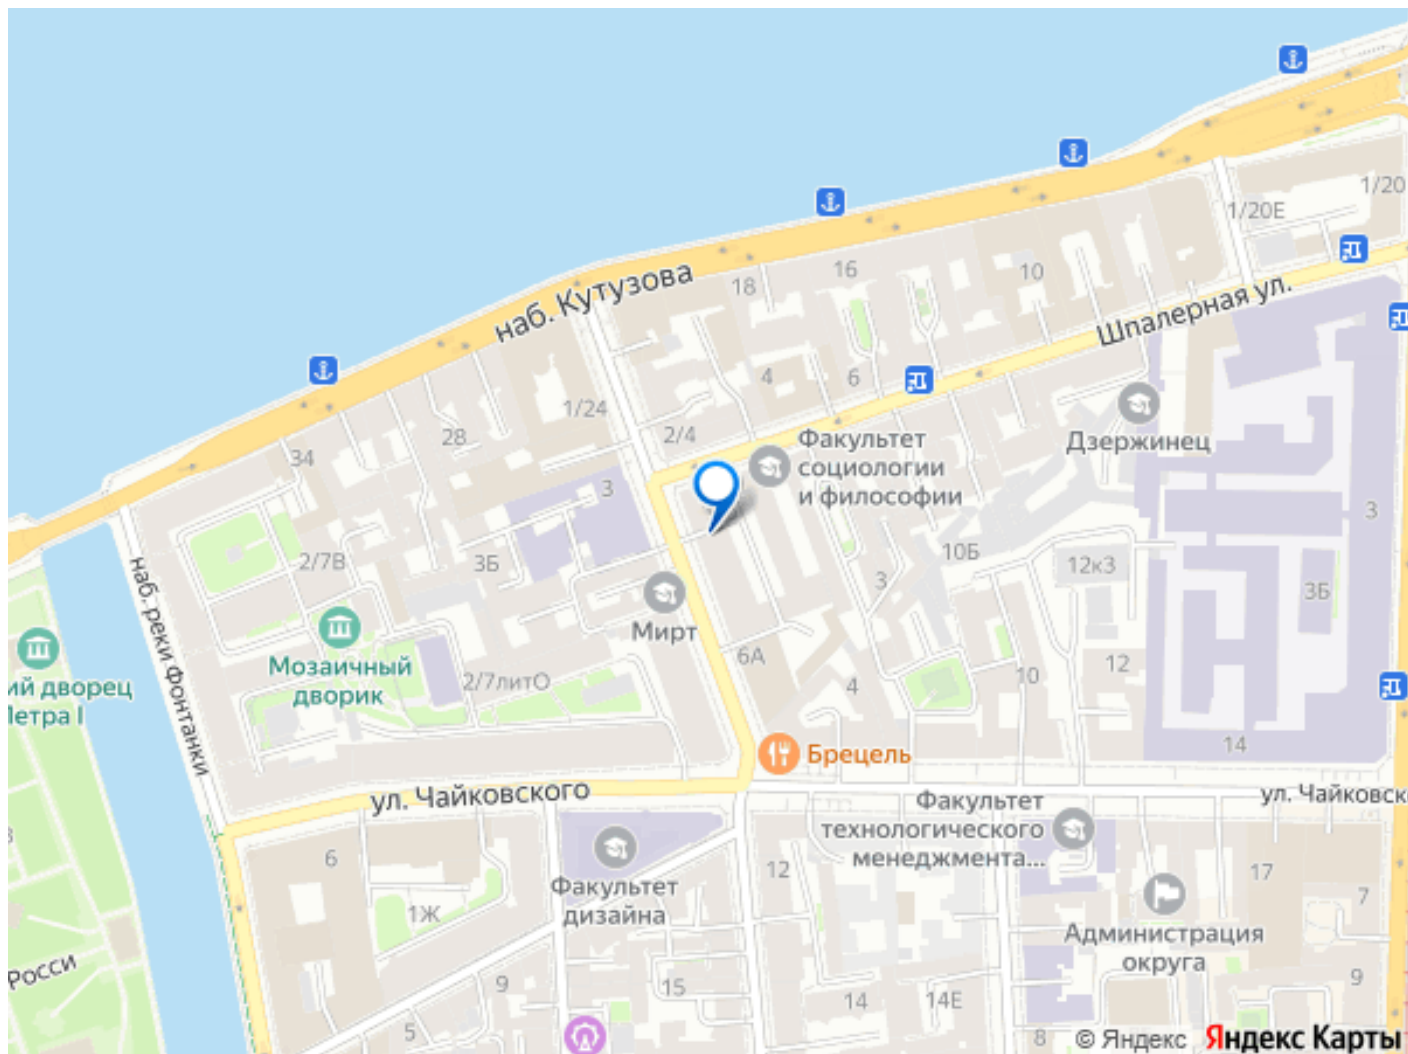 1/20
1/20Е
наб. Кутузова
18
16
10
Шпалерная ул.
4
6
1/24
2/4
28
34
Факультет
социологии
и философии
Дзержинец
3
3
2/7В
3Б
10Б
12к3
3
3Б
наб. реки Фонтанки
Мирт
Мозаичный
дворик
2/7литО
6А
4
10
12
ий дворец
Петра I
14
Брецель
ул. Чайковского
ул. Чайковск
Факультет
технологического
менеджмента...
6
12
17
7
1Ж
Факультет
дизайна
Администрация
округа
Росси
9
15
14
14Е
9
5
8
© Яндекс Яндекс Карты